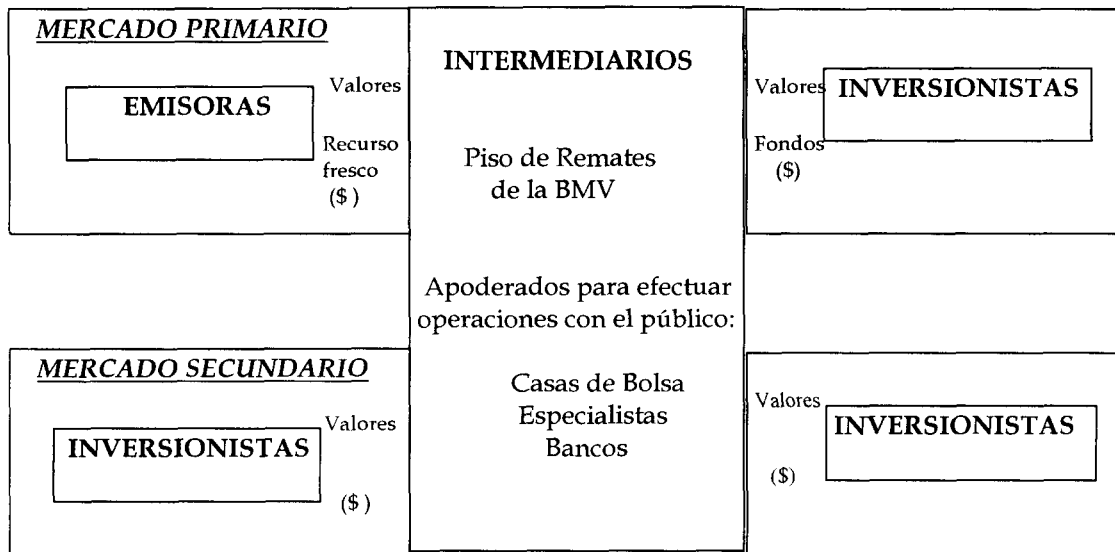 MERCADO PRIMARIO
EMISORAS
Valores
Recurso
fresco
($ )
INTERMEDIARIOS
Piso de Remates
de la BMV
Apoderados para efectuar
operaciones con el público:
Casas de Bolsa
Especialistas
Bancos
Valores
INVERSIONISTAS
Fondos
($)
MERCADO SECUNDARIO
Valores
INVERSIONISTAS
($ )
Valores
INVERSIONISTAS
($)